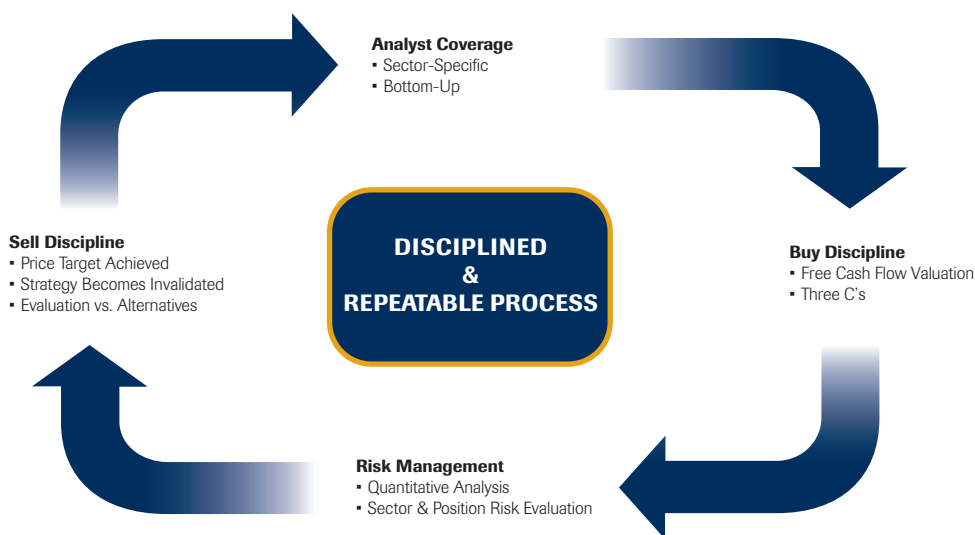 Analyst Coverage
▪ Sector-Specific
▪ Bottom-Up
Buy Discipline
▪ Free Cash Flow Valuation
▪ Three C's
Risk Management
▪ Quantitative Analysis
▪ Sector & Position Risk Evaluation
Sell Discipline
▪ Price Target Achieved
▪ Strategy Becomes Invalidated
▪ Evaluation vs. Alternatives
DISCIPLINED
&
REPEATABLE PROCESS